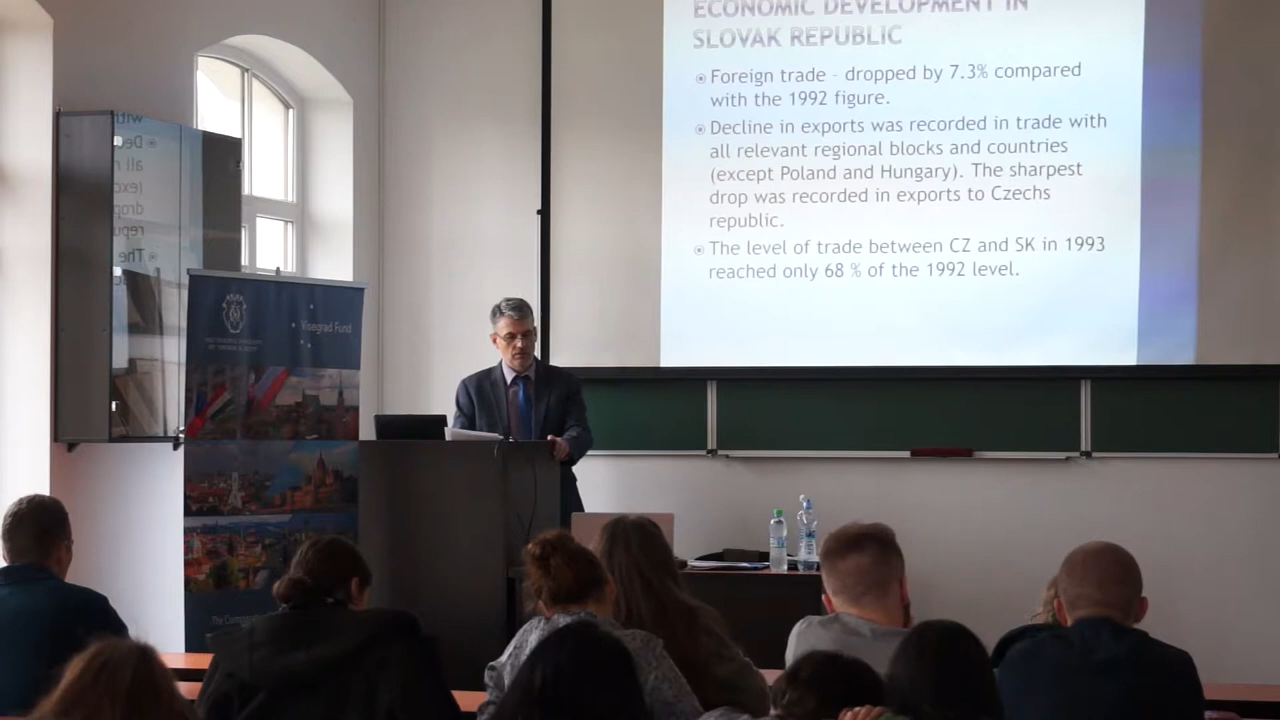 ECONOMIC DEVELOPMENT IN
SLOVAK REPUBLIC
Foreign trade - dropped by 7.3% compared
with the 1992 figure.
Decline in exports was recorded in trade with
all relevant regional blocks and countries
(except Poland and Hungary). The sharpest
drop was recorded in exports to Czechs
republic.
The level of trade between CZ and SK in 1993
reached only 68 % of the 1992 level.
Visegrad Fund
The